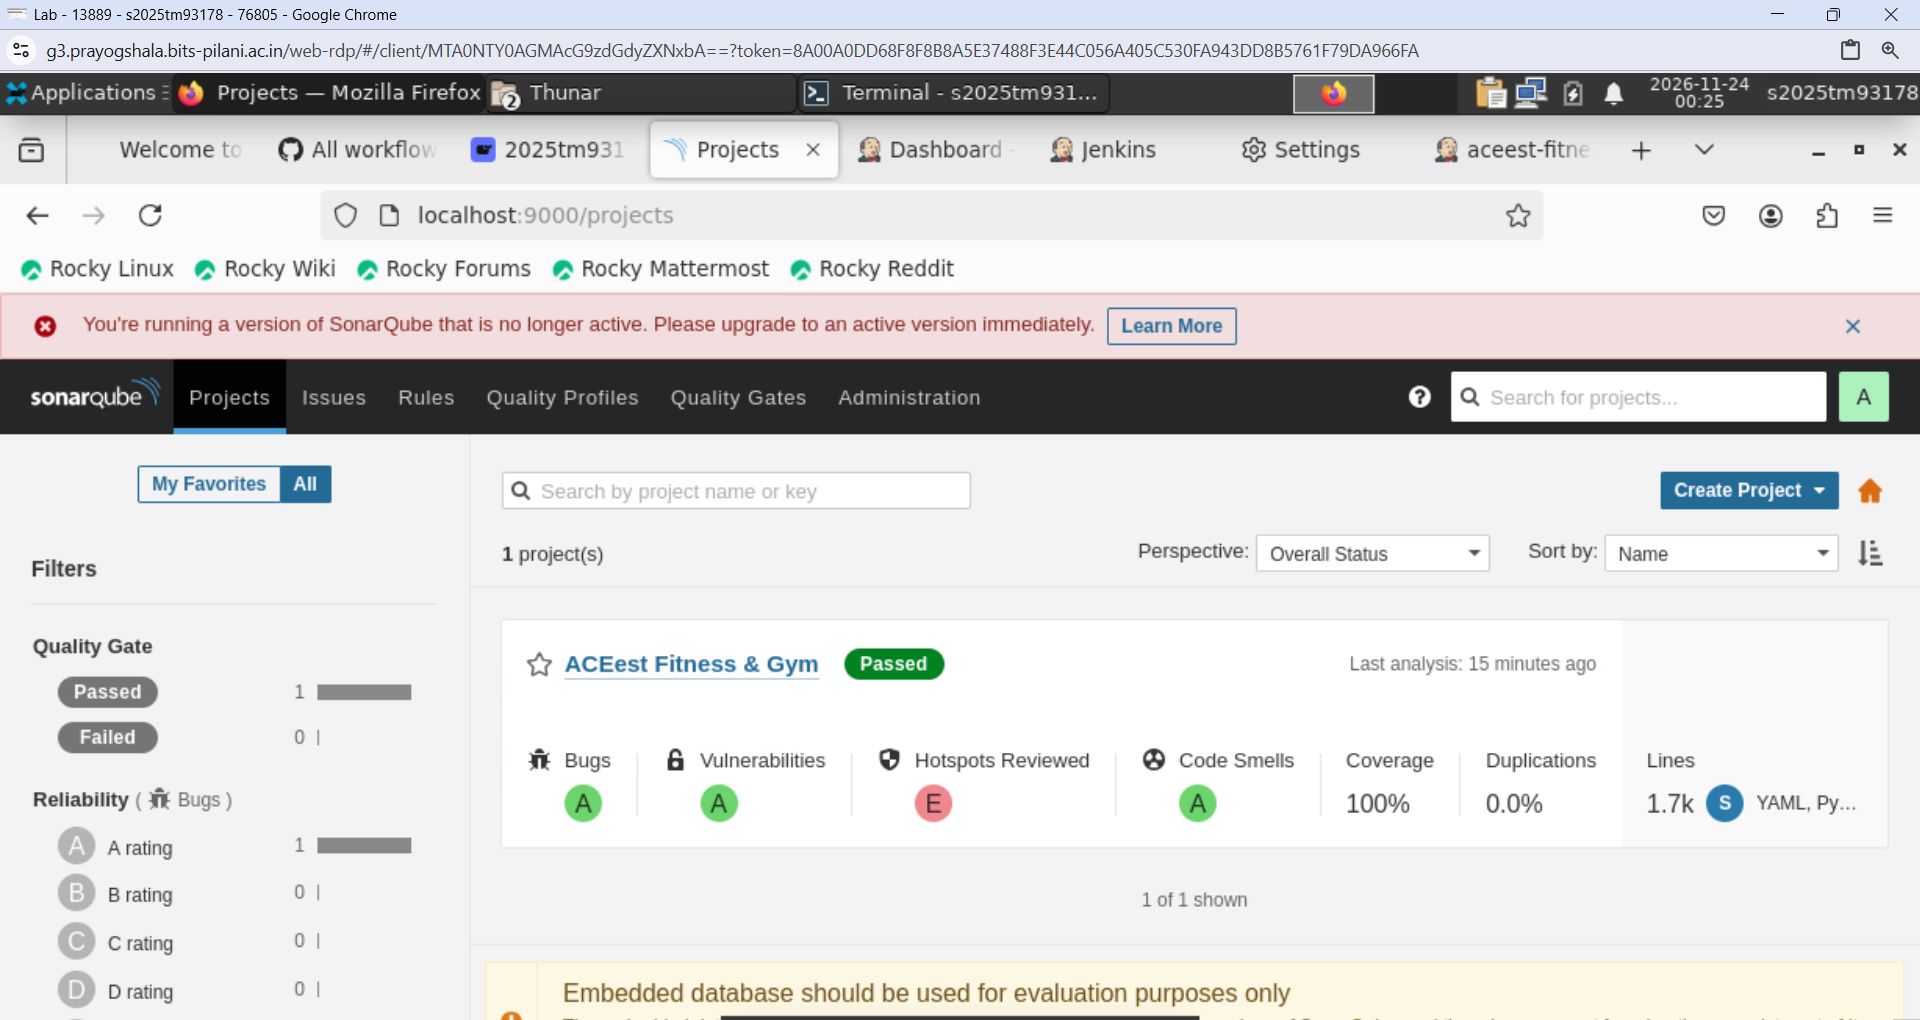 Lab - 13889 - s2025tm93178 - 76805 - Google Chrome
g3.prayogshala.bits-pilani.ac.in/web-rdp/#/client/MTA0NTY0AGMAcG9zdGdyZXNxbA==?token=8A00A0DD68F8F8B8A5E37488F3E44C056A405C530FA943DD8B5761F79DA966FA
Applications Projects — Mozilla Firefox 2 Thunar Terminal - s2025tm931... 2026-11-24 00:25 s2025tm93178
Welcome to All workflow 2025tm931 Projects Dashboard - Jenkins Settings aceest-fitne
localhost:9000/projects
Rocky Linux Rocky Wiki Rocky Forums Rocky Mattermost Rocky Reddit
You're running a version of SonarQube that is no longer active. Please upgrade to an active version immediately. Learn More
sonarqube Projects Issues Rules Quality Profiles Quality Gates Administration ? Search for projects... A
My Favorites All
Search by project name or key
Create Project
1 project(s)
Perspective: Overall Status Sort by: Name
Filters
Quality Gate
Passed 1
Failed 0
Reliability ( Bugs )
A A rating 1
B B rating 0
C C rating 0
D D rating 0
ACEest Fitness & Gym Passed Last analysis: 15 minutes ago
Bugs Vulnerabilities Hotspots Reviewed Code Smells Coverage Duplications Lines
A A E A 100% 0.0% 1.7k S YAML, Py...
1 of 1 shown
Embedded database should be used for evaluation purposes only